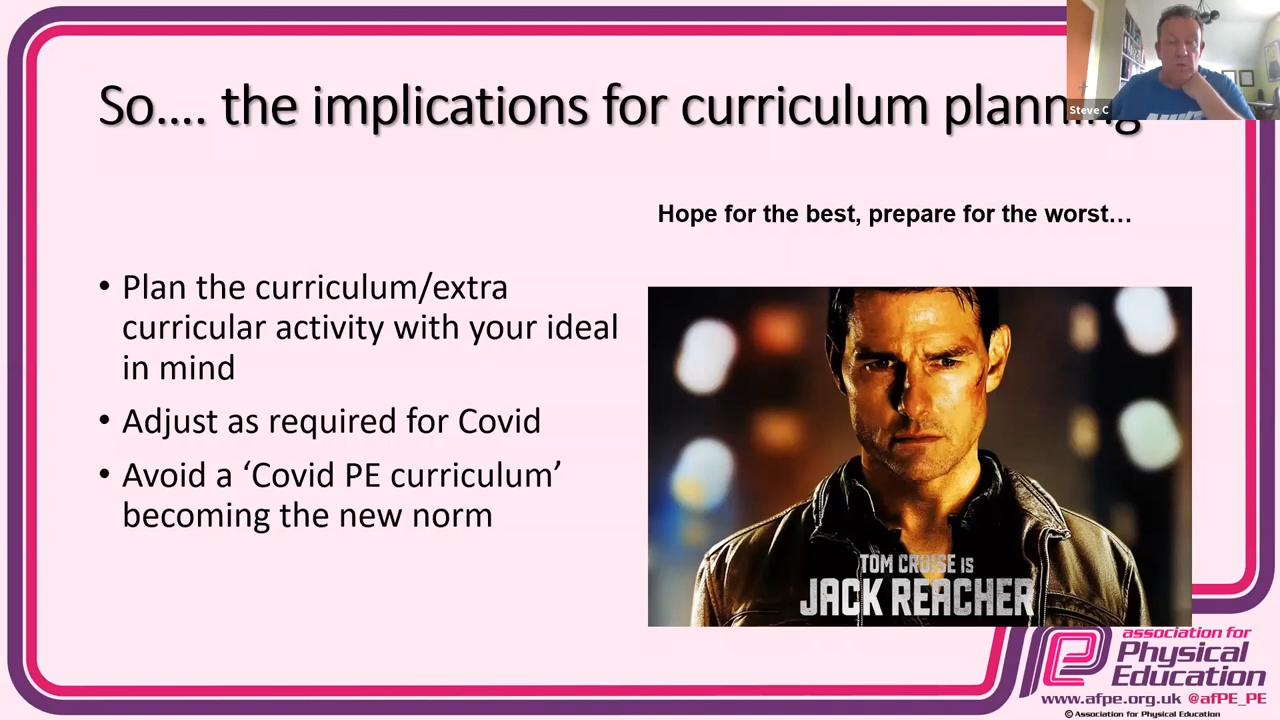 So.... the implications for curriculum planning
Steve C
Hope for the best, prepare for the worst…
• Plan the curriculum/extra
curricular activity with your ideal
in mind
• Adjust as required for Covid
• Avoid a ‘Covid PE curriculum’
becoming the new norm
TOM CRUISE IS
JACK REACHER
association for
Physical
Education
www.afpe.org.uk @afPE_PE
© Association for Physical Education